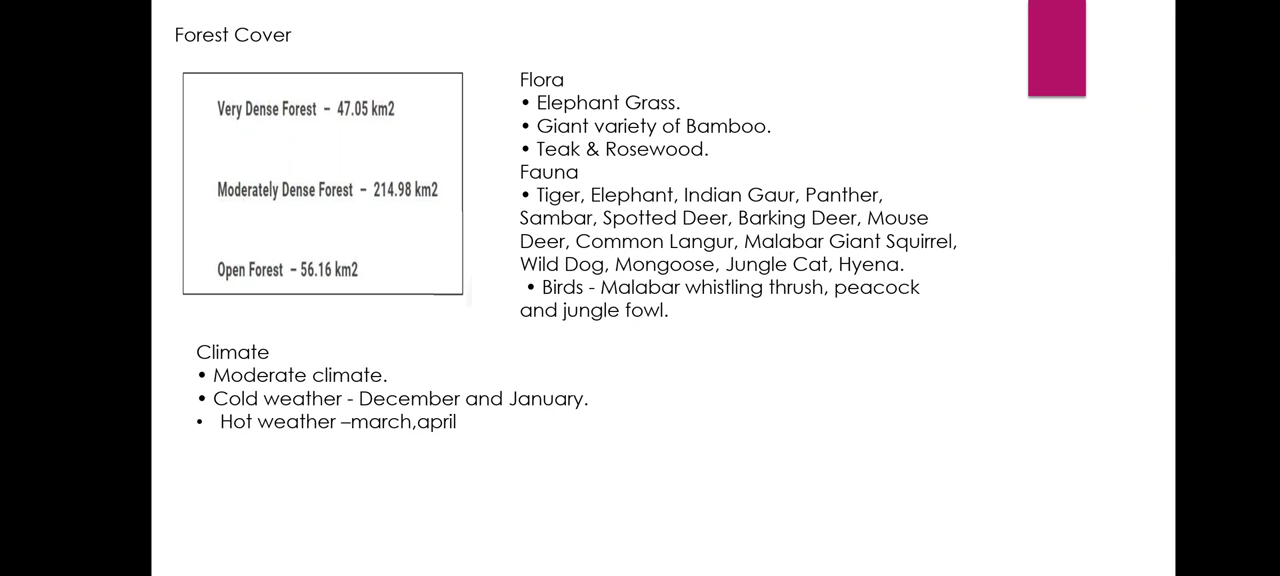 Forest Cover
Very Dense Forest – 47.05 km2
Moderately Dense Forest – 214.98 km2
Open Forest – 56.16 km2
Flora
• Elephant Grass.
• Giant variety of Bamboo.
• Teak & Rosewood.
Fauna
• Tiger, Elephant, Indian Gaur, Panther,
Sambar, Spotted Deer, Barking Deer, Mouse
Deer, Common Langur, Malabar Giant Squirrel,
Wild Dog, Mongoose, Jungle Cat, Hyena.
• Birds - Malabar whistling thrush, peacock
and jungle fowl.
Climate
• Moderate climate.
• Cold weather - December and January.
• Hot weather –march,april